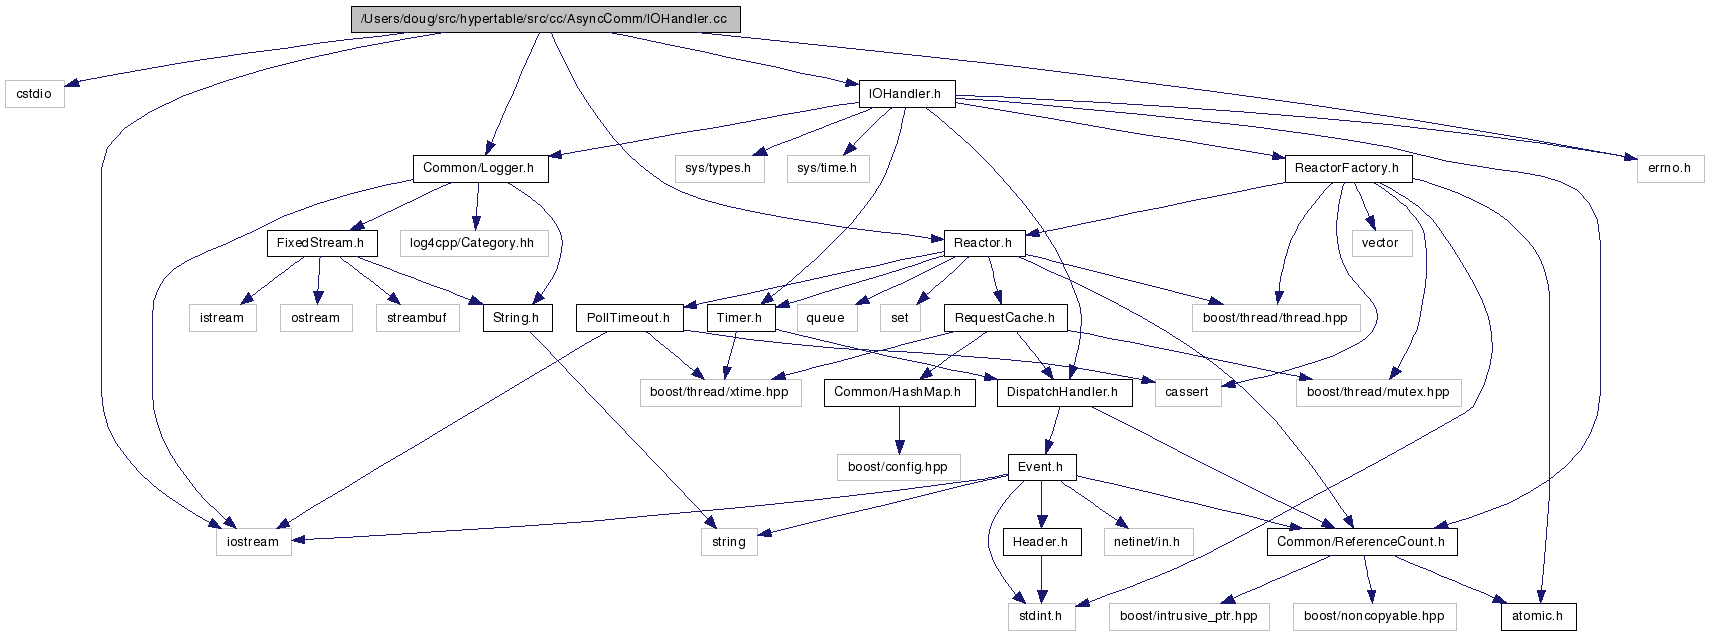 /Users/doug/src/hypertable/src/cc/AsyncComm/IOHandler.cc
cstdio
IOHandler.h
Common/Logger.h
sys/types.h
sys/time.h
ReactorFactory.h
errno.h
FixedStream.h
log4cpp/Category.hh
Reactor.h
vector
istream
ostream
streambuf
String.h
PollTimeout.h
Timer.h
queue
set
RequestCache.h
boost/thread/thread.hpp
boost/thread/xtime.hpp
Common/HashMap.h
DispatchHandler.h
cassert
boost/thread/mutex.hpp
boost/config.hpp
Event.h
iostream
string
Header.h
netinet/in.h
Common/ReferenceCount.h
stdint.h
boost/intrusive_ptr.hpp
boost/noncopyable.hpp
atomic.h